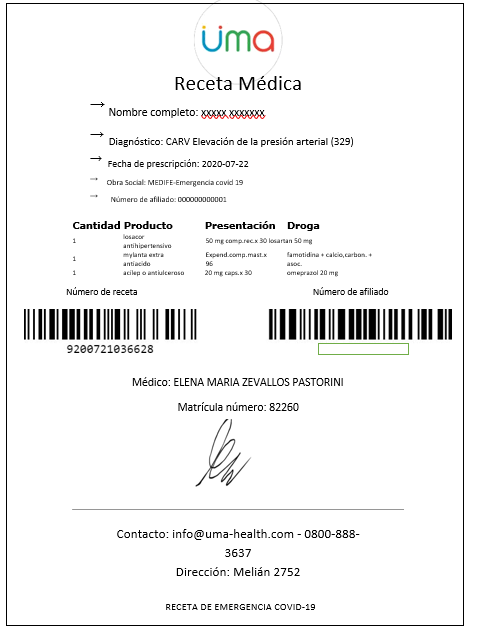 uma
Receta Médica
Nombre completo: xxxxx xxxxxxx
Diagnóstico: CARV Elevación de la presión arterial (329)
Fecha de prescripción: 2020-07-22
Obra Social: MEDIFE-Emergencia covid 19
Número de afiliado: 000000000001
Cantidad Producto Presentación Droga
1 losacor antihipertensivo 50 mg comp.rec.x 30 losartan 50 mg
1 mylanta extra antiacido Expend.comp.mast.x 96 famotidina + calcio,carbon. + asoc.
1 acilep o antiulceroso 20 mg caps.x 30 omeprazol 20 mg
Número de receta Número de afiliado
9200721036628
Médico: ELENA MARIA ZEVALLOS PASTORINI
Matrícula número: 82260
Contacto: info@uma-health.com - 0800-888-
3637
Dirección: Melián 2752
RECETA DE EMERGENCIA COVID-19